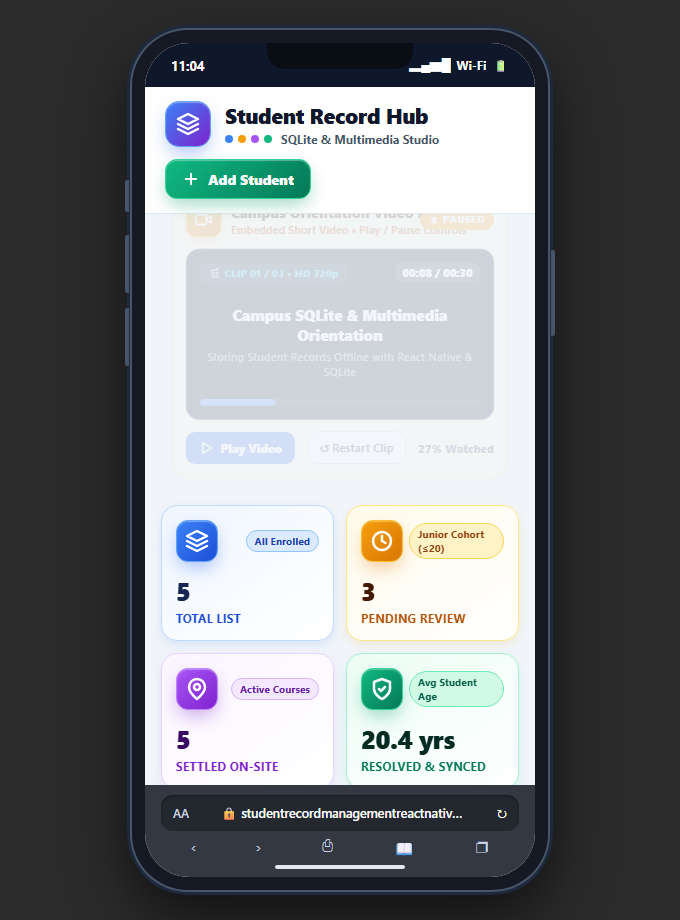 11:04
Wi-Fi
Student Record Hub
SQLite & Multimedia Studio
+ Add Student
Campus Orientation Video
PAUSED
Embedded Short Video • Play / Pause Controls
CLIP 01 / 03 • HD 720p
00:08 / 00:30
Campus SQLite & Multimedia
Orientation
Storing Student Records Offline with React Native &
SQLite
Play Video
↺ Restart Clip
27% Watched
All Enrolled
5
TOTAL LIST
Junior Cohort
(≤20)
3
PENDING REVIEW
Active Courses
5
SETTLED ON-SITE
Avg Student
Age
20.4 yrs
RESOLVED & SYNCED
AA
studentrecordmanagementreactnativ...